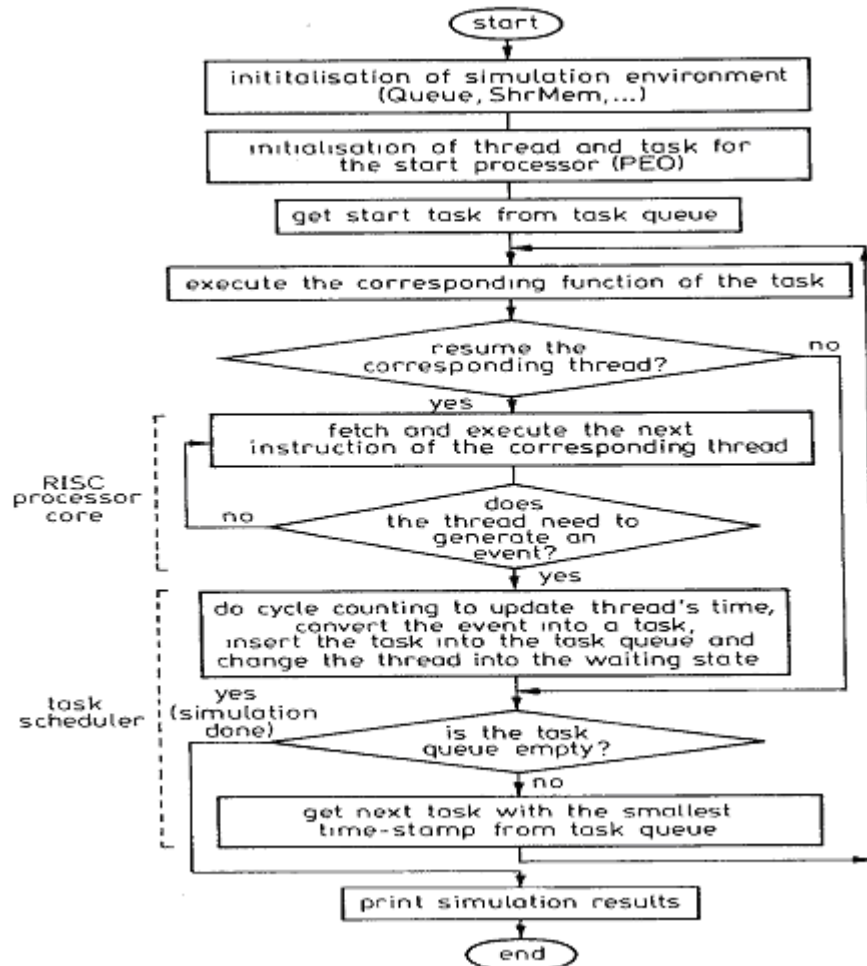 start
inititalisation of simulation environment
(Queue, ShrMem,...)
initialisation of thread and task for
the start processor (PEO)
get start task from task queue
execute the corresponding function of the task
resume the
corresponding thread?
no
yes
fetch and execute the next
instruction of the corresponding thread
RISC
processor
core
does
the thread need to
generate an
event?
no
yes
do cycle counting to update thread's time,
convert the event into a task,
insert the task into the task queue and
change the thread into the waiting state
task
scheduler
yes
(simulation
done)
is the task
queue empty?
no
get next task with the smallest
time-stamp from task queue
print simulation results
end